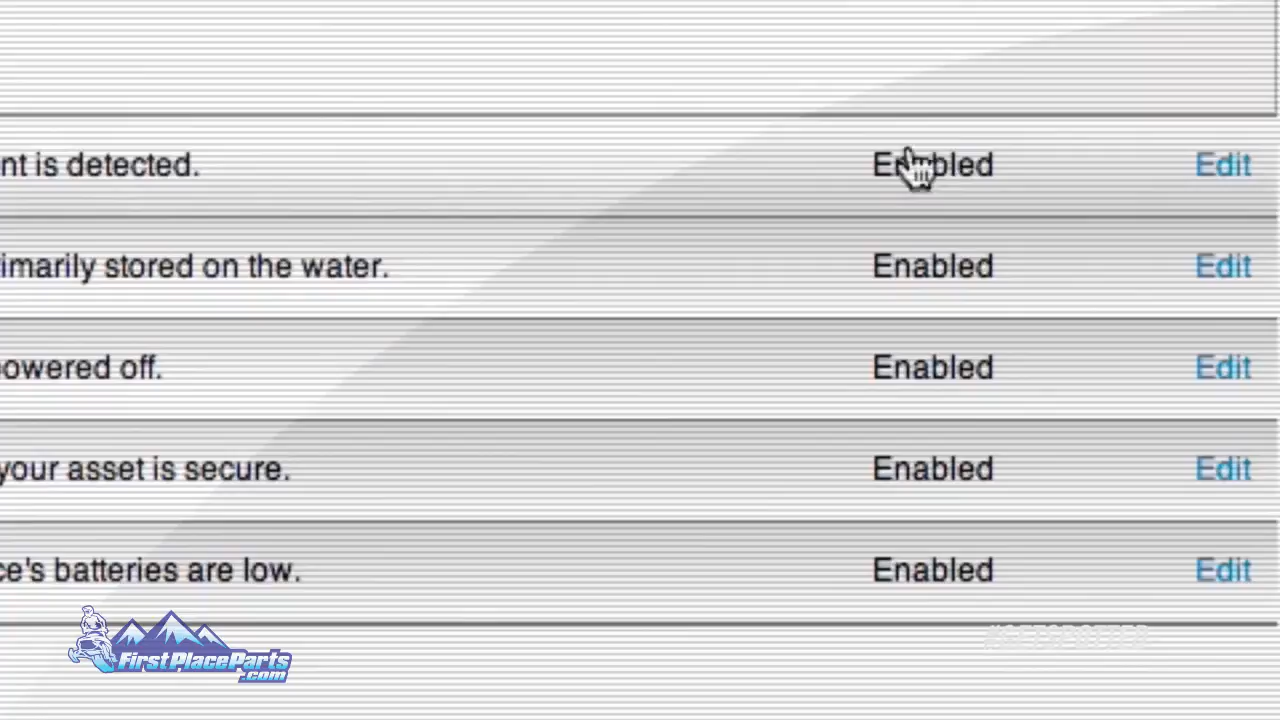 nt is detected. Enabled Edit
imarily stored on the water. Enabled Edit
owered off. Enabled Edit
your asset is secure. Enabled Edit
ce's batteries are low. Enabled Edit
FirstPlaceParts
.com